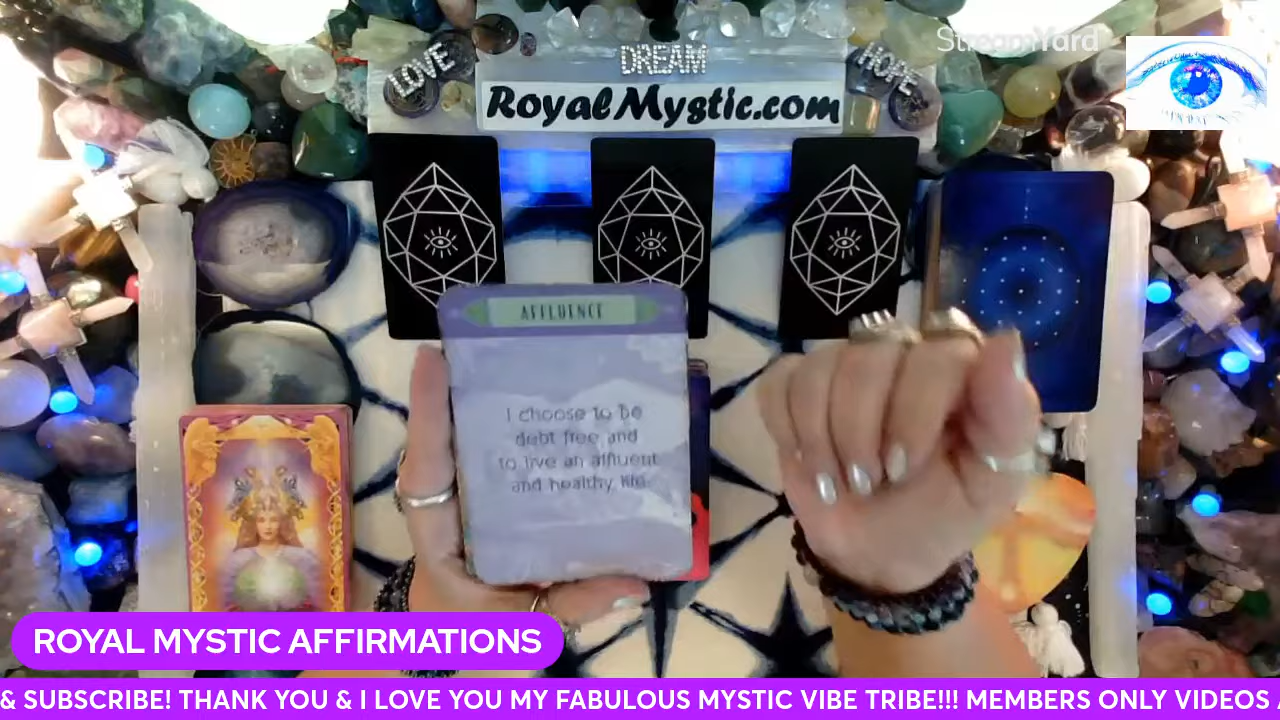 StreamYard
LOVE
DREAM
HOPE
RoyalMystic.com
AFFLUENCE
I choose to be
debt free and
to live an affluent
and healthy life.
ROYAL MYSTIC AFFIRMATIONS
& SUBSCRIBE! THANK YOU & I LOVE YOU MY FABULOUS MYSTIC VIBE TRIBE!!! MEMBERS ONLY VIDEOS